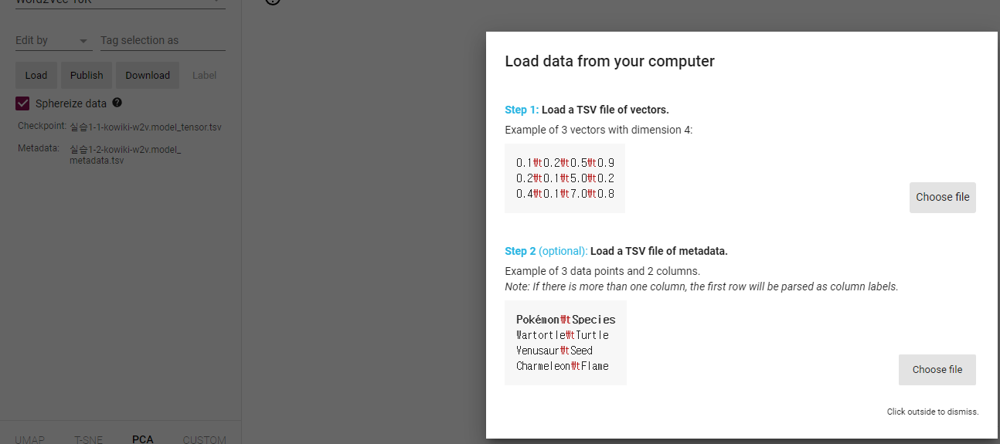 Word2Vec 10K
Edit by
Tag selection as
Load
Publish
Download
Label
Sphereize data
Checkpoint: 실습1-1-kowiki-w2v.model_tensor.tsv
Metadata: 실습1-2-kowiki-w2v.model_
metadata.tsv
UMAP
T-SNE
PCA
CUSTOM
Load data from your computer
Step 1: Load a TSV file of vectors.
Example of 3 vectors with dimension 4:
0.1₩t0.2₩t0.5₩t0.9
0.2₩t0.1₩t5.0₩t0.2
0.4₩t0.1₩t7.0₩t0.8
Choose file
Step 2 (optional): Load a TSV file of metadata.
Example of 3 data points and 2 columns.
Note: If there is more than one column, the first row will be parsed as column labels.
Pokémon₩tSpecies
Wartortle₩tTurtle
Venusaur₩tSeed
Charmeleon₩tFlame
Choose file
Click outside to dismiss.